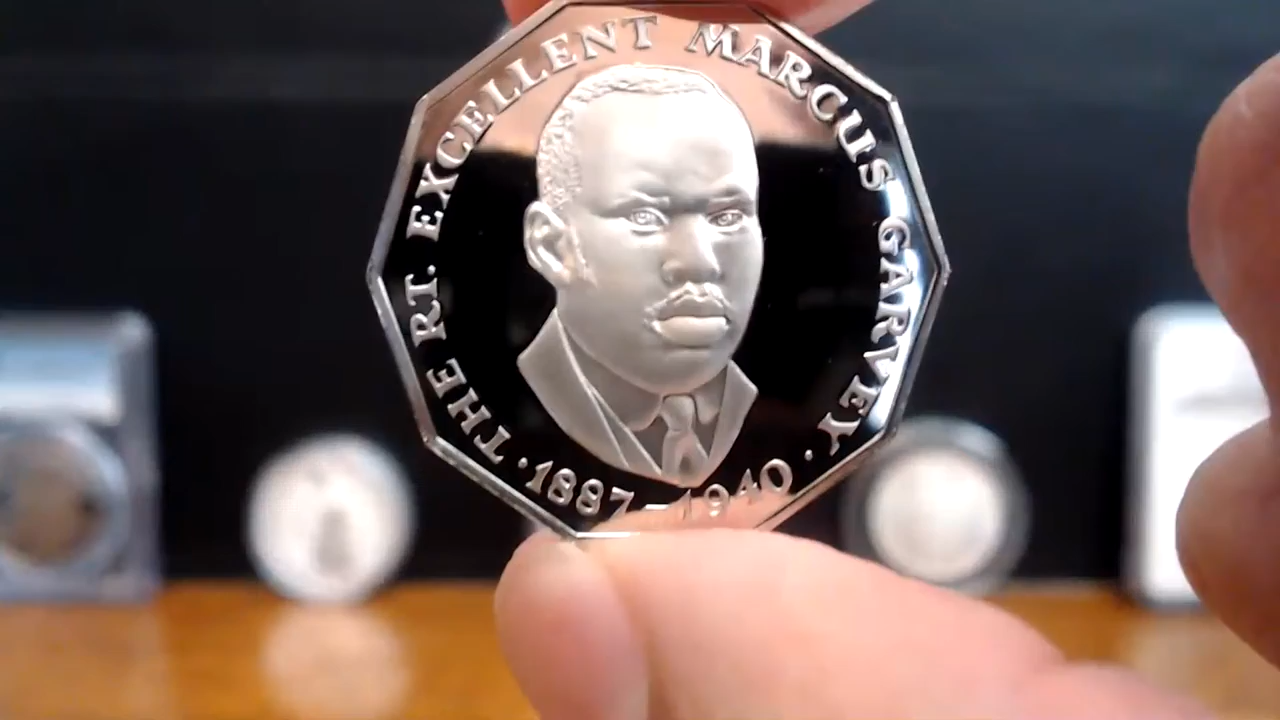 THE RT. EXCELLENT MARCUS GARVEY
· 1887 – 1940 ·